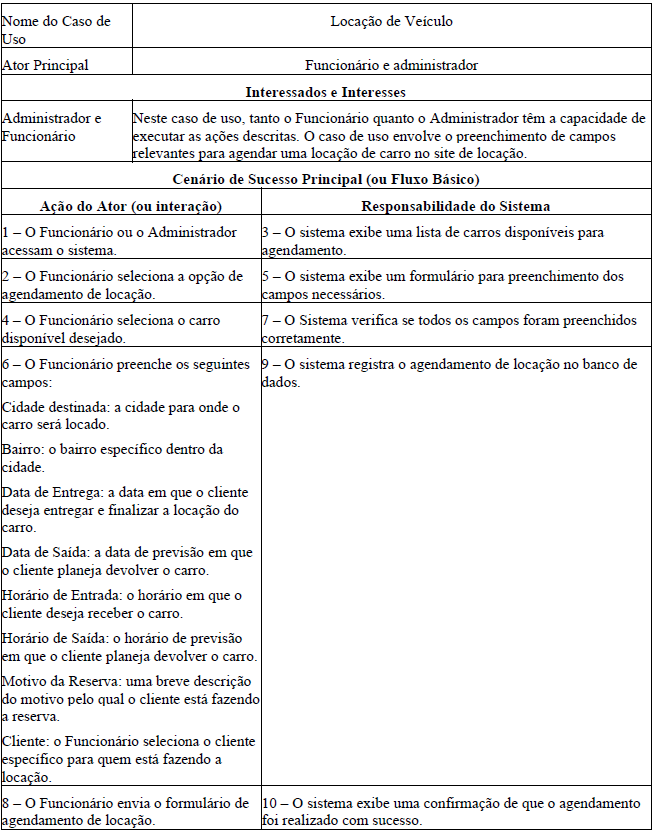 Nome do Caso de
Uso
Locação de Veículo
Ator Principal
Funcionário e administrador
Interessados e Interesses
Administrador e
Funcionário
Neste caso de uso, tanto o Funcionário quanto o Administrador têm a capacidade de
executar as ações descritas. O caso de uso envolve o preenchimento de campos
relevantes para agendar uma locação de carro no site de locação.
Cenário de Sucesso Principal (ou Fluxo Básico)
Ação do Ator (ou interação)
Responsabilidade do Sistema
1 – O Funcionário ou o Administrador
acessam o sistema.
3 – O sistema exibe uma lista de carros disponíveis para
agendamento.
2 – O Funcionário seleciona a opção de
agendamento de locação.
5 – O sistema exibe um formulário para preenchimento dos
campos necessários.
4 – O Funcionário seleciona o carro
disponível desejado.
7 – O Sistema verifica se todos os campos foram preenchidos
corretamente.
6 – O Funcionário preenche os seguintes
campos:
Cidade destinada: a cidade para onde o
carro será locado.
Bairro: o bairro específico dentro da
cidade.
Data de Entrega: a data em que o cliente
deseja entregar e finalizar a locação do
carro.
Data de Saída: a data de previsão em que
o cliente planeja devolver o carro.
Horário de Entrada: o horário em que o
cliente deseja receber o carro.
Horário de Saída: o horário de previsão
em que o cliente planeja devolver o carro.
Motivo da Reserva: uma breve descrição
do motivo pelo qual o cliente está fazendo
a reserva.
Cliente: o Funcionário seleciona o cliente
específico para quem está fazendo a
locação.
9 – O sistema registra o agendamento de locação no banco de
dados.
8 – O Funcionário envia o formulário de
agendamento de locação.
10 – O sistema exibe uma confirmação de que o agendamento
foi realizado com sucesso.